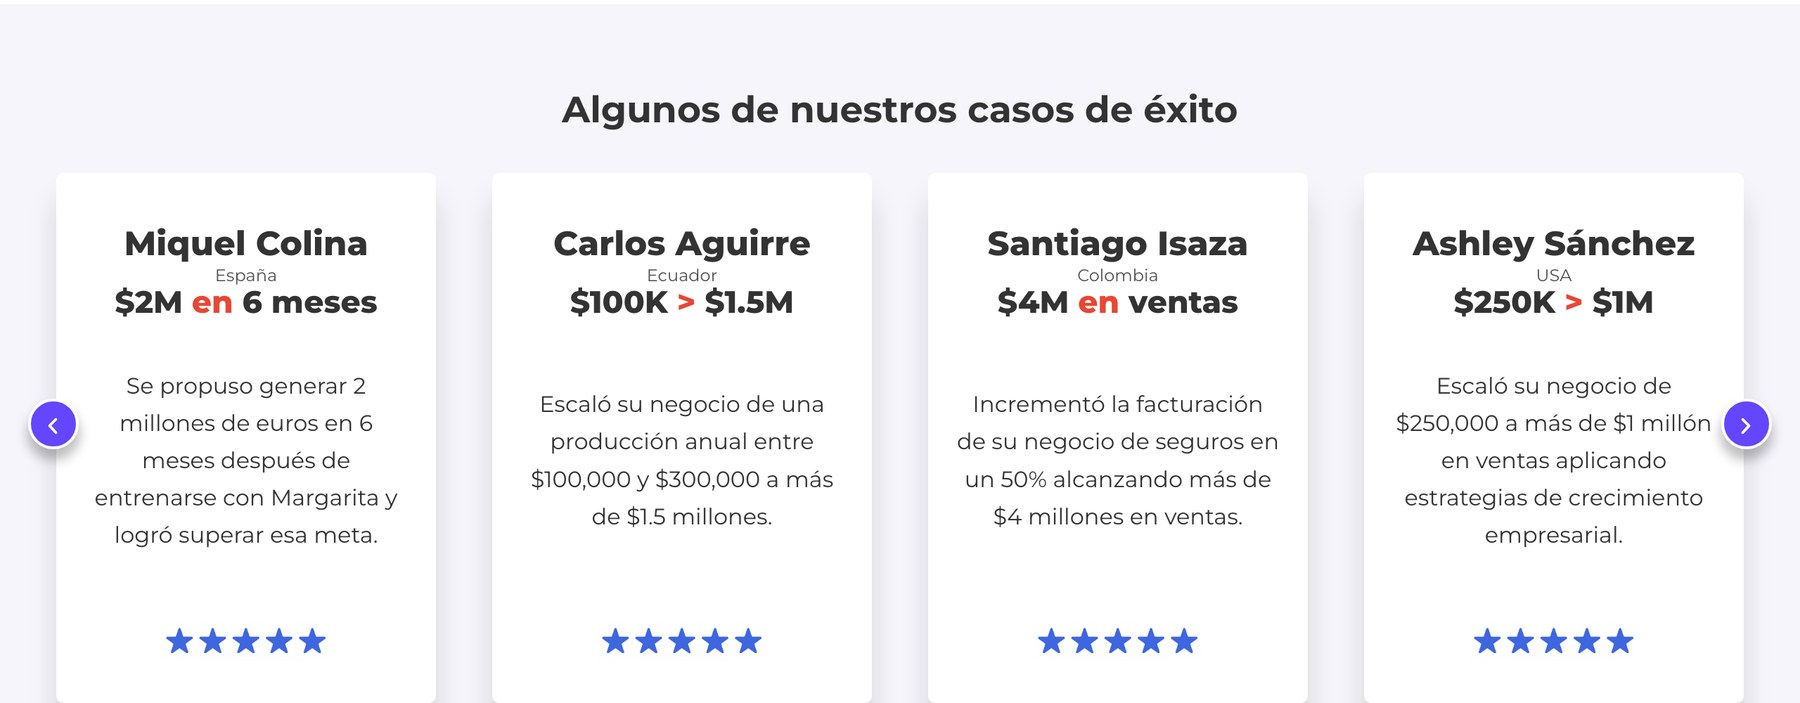 Algunos de nuestros casos de éxito
Miquel Colina
España
$2M en 6 meses
Se propuso generar 2
millones de euros en 6
meses después de
entrenarse con Margarita y
logró superar esa meta.
Carlos Aguirre
Ecuador
$100K > $1.5M
Escaló su negocio de una
producción anual entre
$100,000 y $300,000 a más
de $1.5 millones.
Santiago Isaza
Colombia
$4M en ventas
Incrementó la facturación
de su negocio de seguros en
un 50% alcanzando más de
$4 millones en ventas.
Ashley Sánchez
USA
$250K > $1M
Escaló su negocio de
$250,000 a más de $1 millón
en ventas aplicando
estrategias de crecimiento
empresarial.